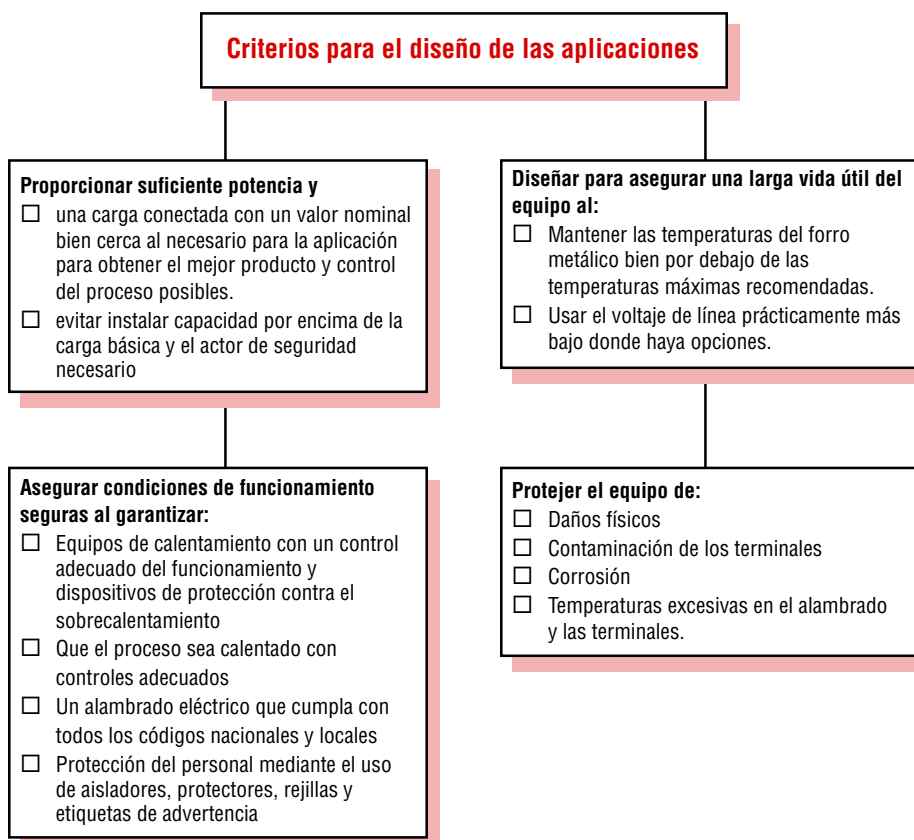 Criterios para el diseño de las aplicaciones
Proporcionar suficiente potencia y
☐ una carga conectada con un valor nominal
bien cerca al necesario para la aplicación
para obtener el mejor producto y control
del proceso posibles.
☐ evitar instalar capacidad por encima de la
carga básica y el actor de seguridad
necesario
Diseñar para asegurar una larga vida útil del
equipo al:
☐ Mantener las temperaturas del forro
metálico bien por debajo de las
temperaturas máximas recomendadas.
☐ Usar el voltaje de línea prácticamente más
bajo donde haya opciones.
Asegurar condiciones de funcionamiento
seguras al garantizar:
☐ Equipos de calentamiento con un control
adecuado del funcionamiento y
dispositivos de protección contra el
sobrecalentamiento
☐ Que el proceso sea calentado con
controles adecuados
☐ Un alambrado eléctrico que cumpla con
todos los códigos nacionales y locales
☐ Protección del personal mediante el uso
de aisladores, protectores, rejillas y
etiquetas de advertencia
Protejer el equipo de:
☐ Daños físicos
☐ Contaminación de los terminales
☐ Corrosión
☐ Temperaturas excesivas en el alambrado
y las terminales.